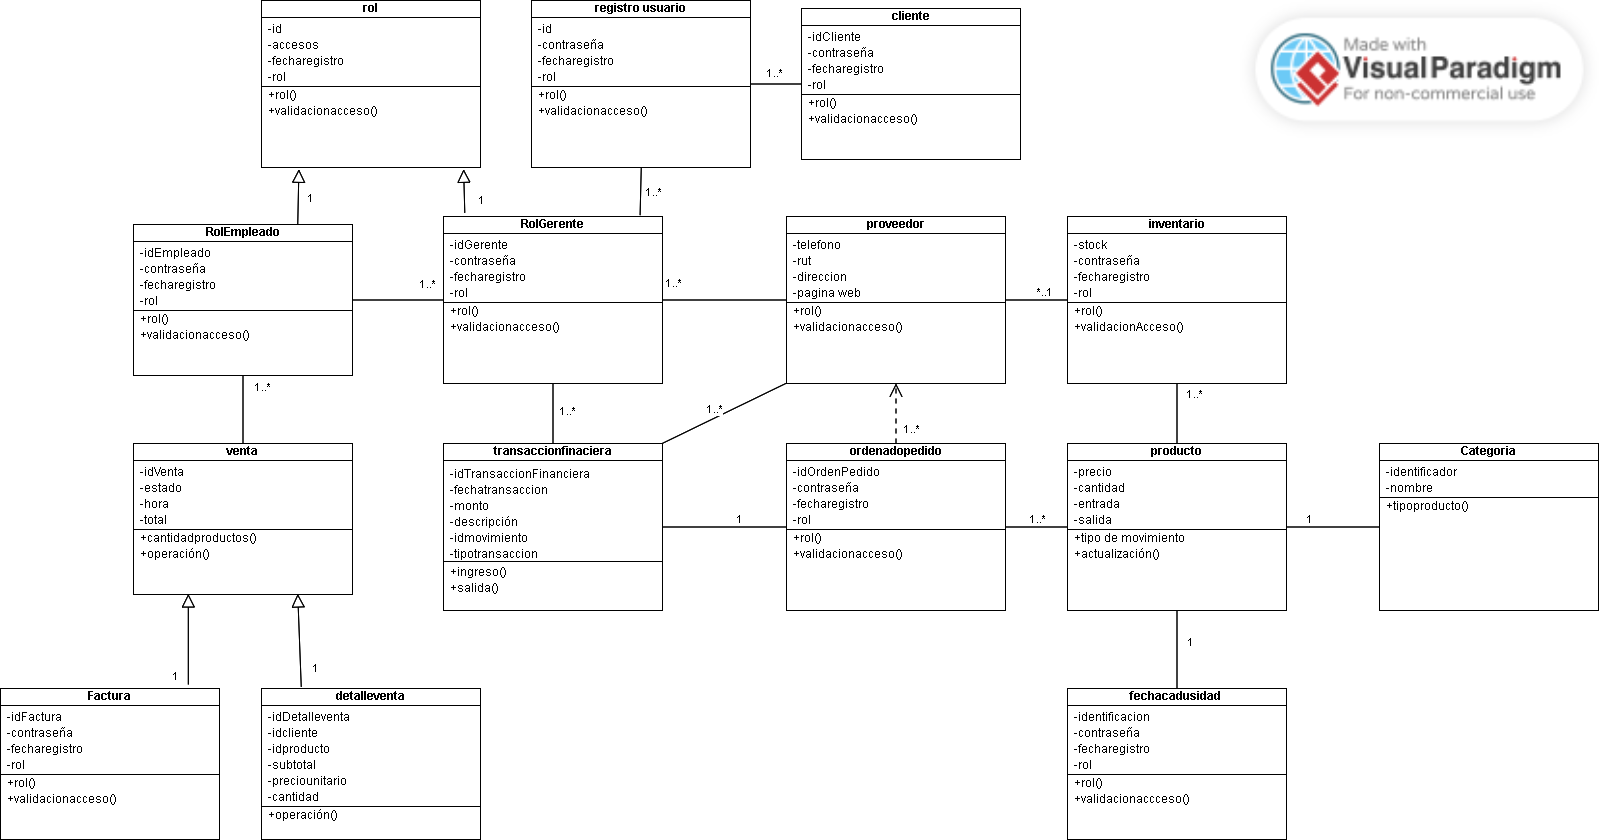 rol
-id
-accesos
-fecharegistro
-rol
+rol()
+validacionacceso()
registro usuario
-id
-contraseña
-fecharegistro
-rol
+rol()
+validacionacceso()
cliente
-idCliente
-contraseña
-fecharegistro
-rol
+rol()
+validacionacceso()
Made with
VisualParadigm
For non-commercial use
1..*
1
1
1..*
RolEmpleado
-idEmpleado
-contraseña
-fecharegistro
-rol
+rol()
+validacionacceso()
1..*
RolGerente
-idGerente
-contraseña
-fecharegistro
-rol
+rol()
+validacionacceso()
1..*
proveedor
-telefono
-rut
-direccion
-pagina web
+rol()
+validacionacceso()
*..1
inventario
-stock
-contraseña
-fecharegistro
-rol
+rol()
+validacionAcceso()
1..*
1..*
1..*
1..*
1..*
venta
-idVenta
-estado
-hora
-total
+cantidadproductos()
+operación()
transaccionfinaciera
-idTransaccionFinanciera
-fechatransaccion
-monto
-descripción
-idmovimiento
-tipotransaccion
+ingreso()
+salida()
1
ordenadopedido
-idOrdenPedido
-contraseña
-fecharegistro
-rol
+rol()
+validacionacceso()
1..*
producto
-precio
-cantidad
-entrada
-salida
+tipo de movimiento
+actualización()
1
Categoria
-identificador
-nombre
+tipoproducto()
1
1
1
Factura
-idFactura
-contraseña
-fecharegistro
-rol
+rol()
+validacionacceso()
detalleventa
-idDetalleventa
-idcliente
-idproducto
-subtotal
-preciounitario
-cantidad
+operación()
fechacadusidad
-identificacion
-contraseña
-fecharegistro
-rol
+rol()
+validacionaccceso()